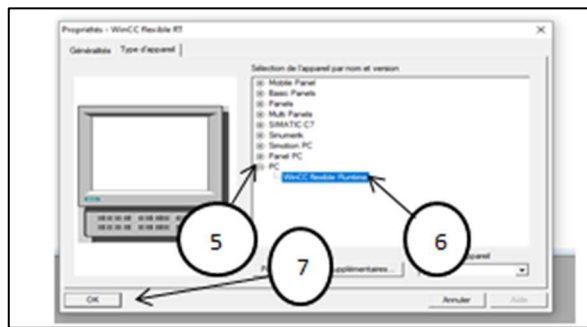 Propriétés - WinCC flexible RT
Généralités Type d'appareil
Sélection de l'appareil par nom et version
Mobile Panel
Basic Panels
Panels
Multi Panels
SIMATIC C7
Sinumerik
Simotion PC
Panel PC
PC
WinCC flexible Runtime
5
6
7
supplémentaires...
OK
Annuler
Aide